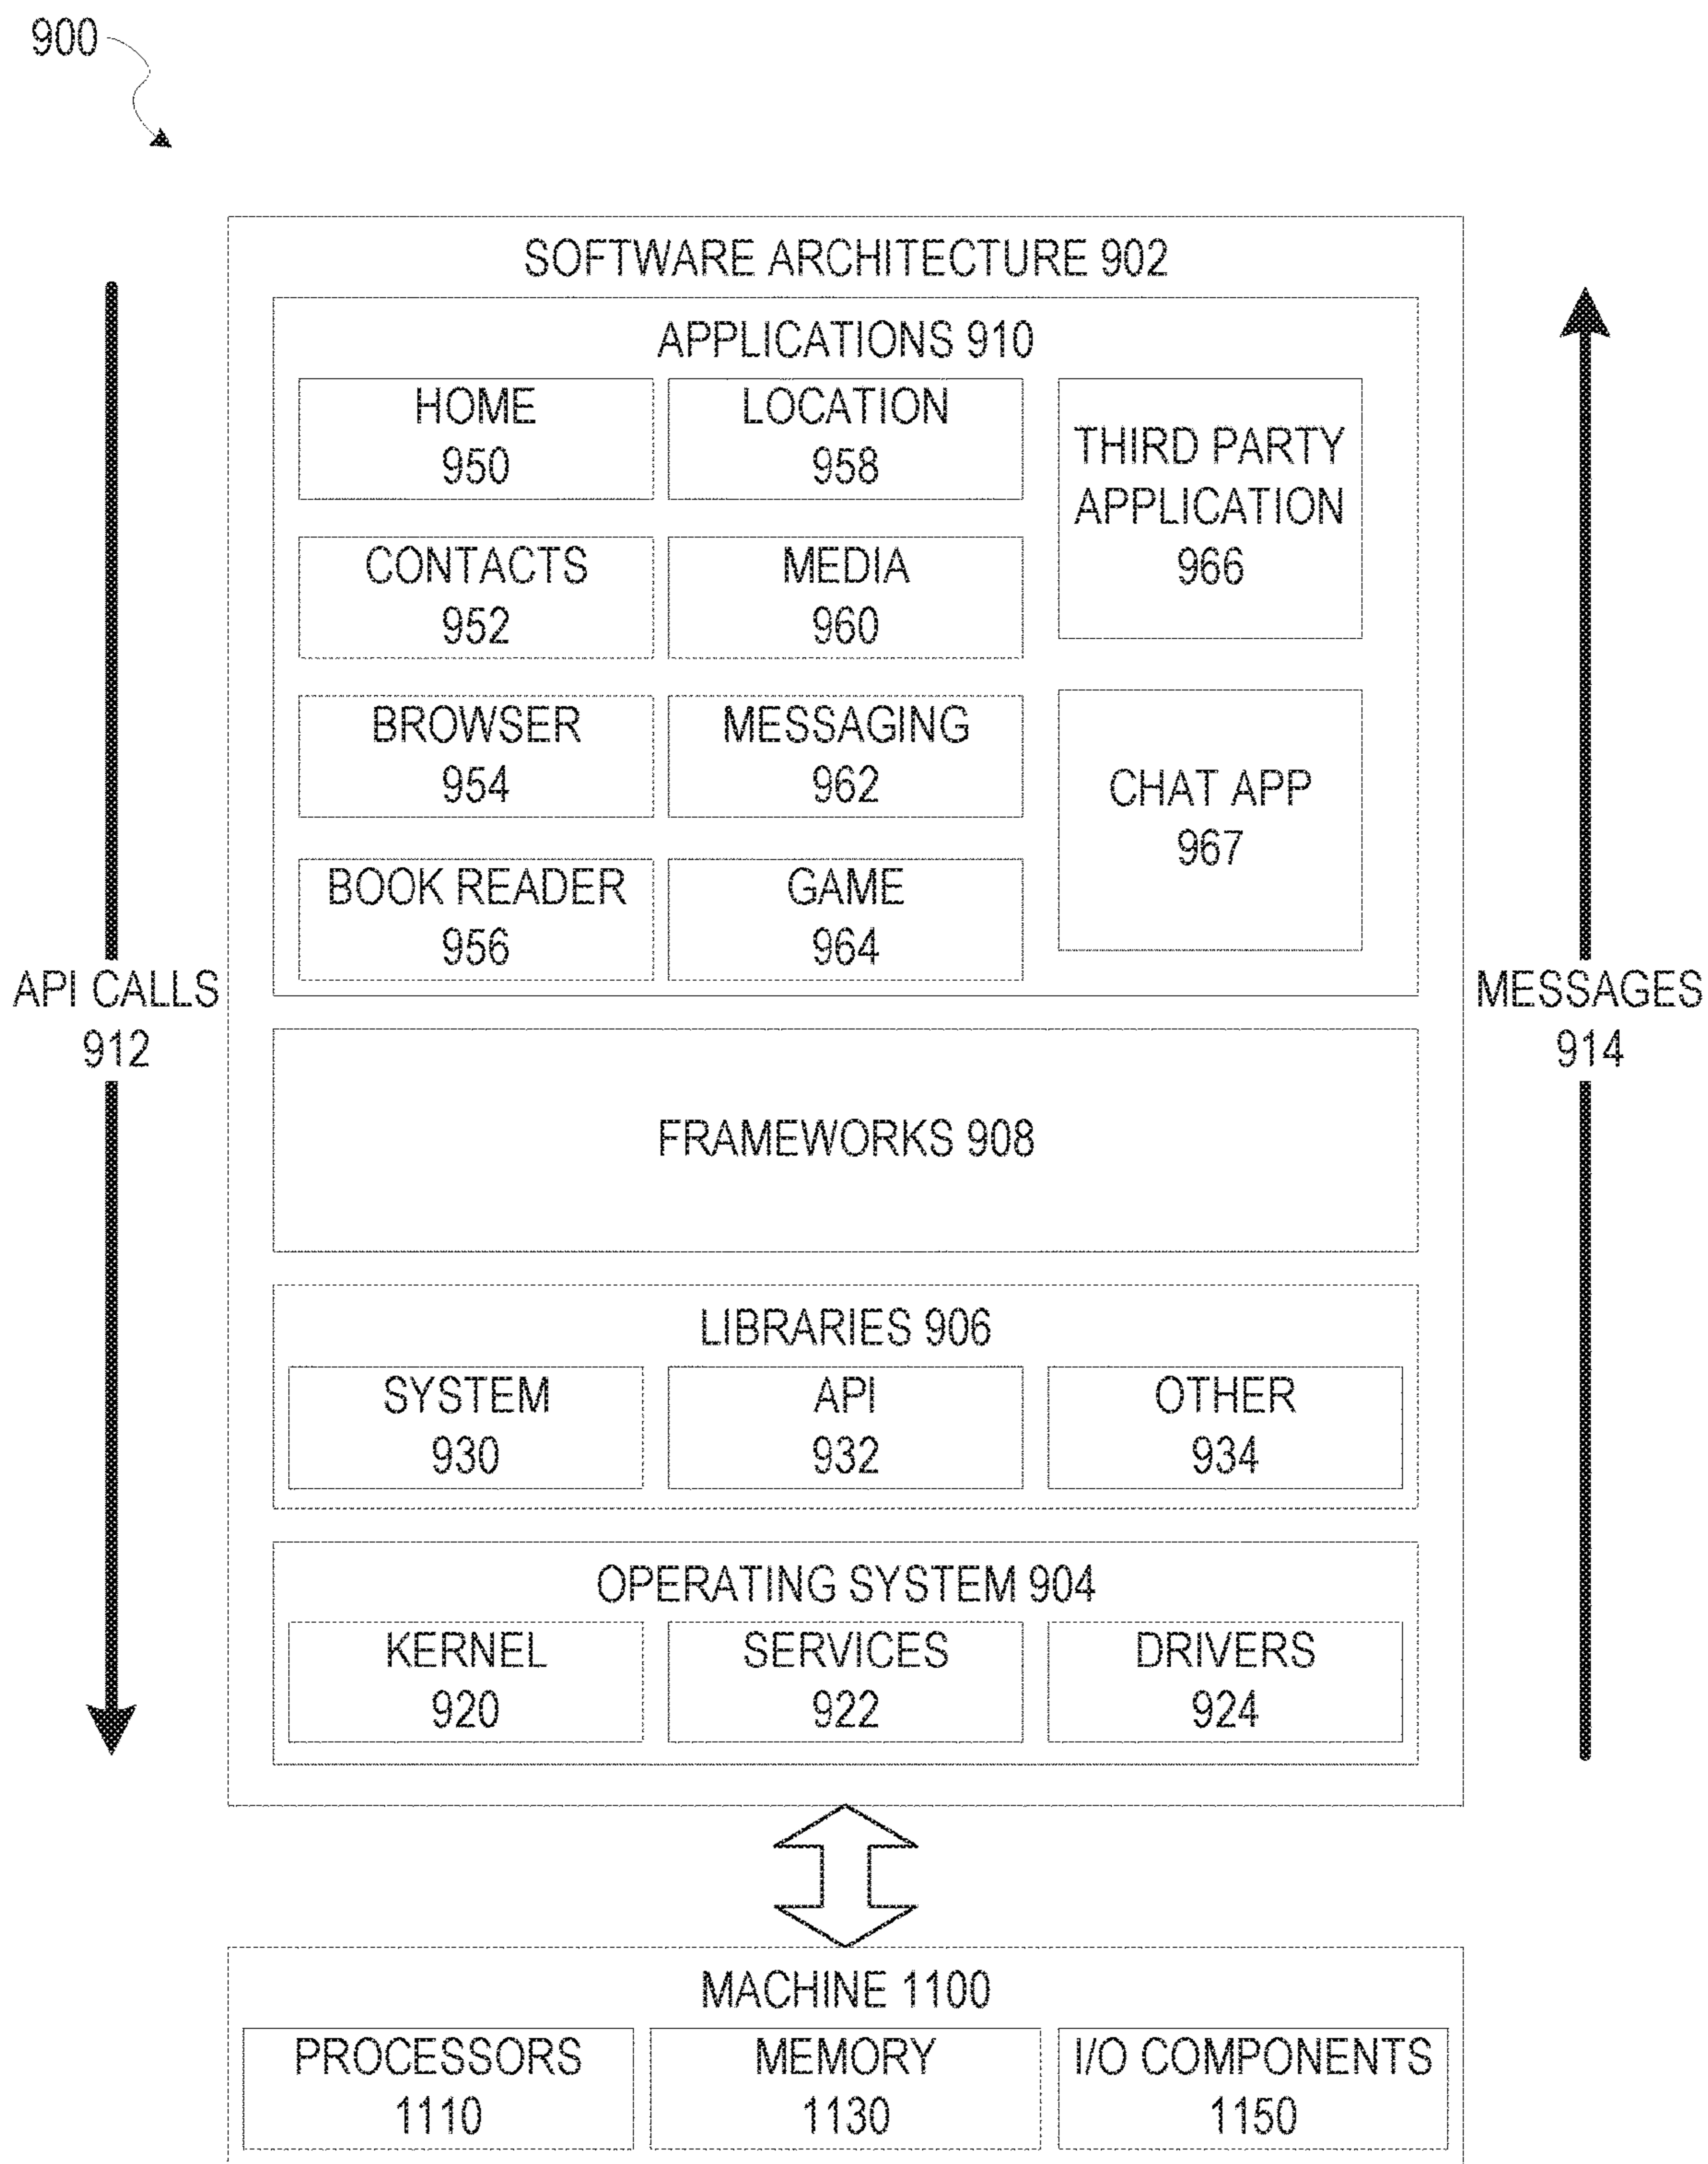 900
SOFTWARE ARCHITECTURE 902
APPLICATIONS 910
HOME
950
LOCATION
958
THIRD PARTY
APPLICATION
966
CONTACTS
952
MEDIA
960
BROWSER
954
MESSAGING
962
CHAT APP
967
BOOK READER
956
GAME
964
API CALLS
912
MESSAGES
914
FRAMEWORKS 908
LIBRARIES 906
SYSTEM
930
API
932
OTHER
934
OPERATING SYSTEM 904
KERNEL
920
SERVICES
922
DRIVERS
924
MACHINE 1100
PROCESSORS
1110
MEMORY
1130
I/O COMPONENTS
1150